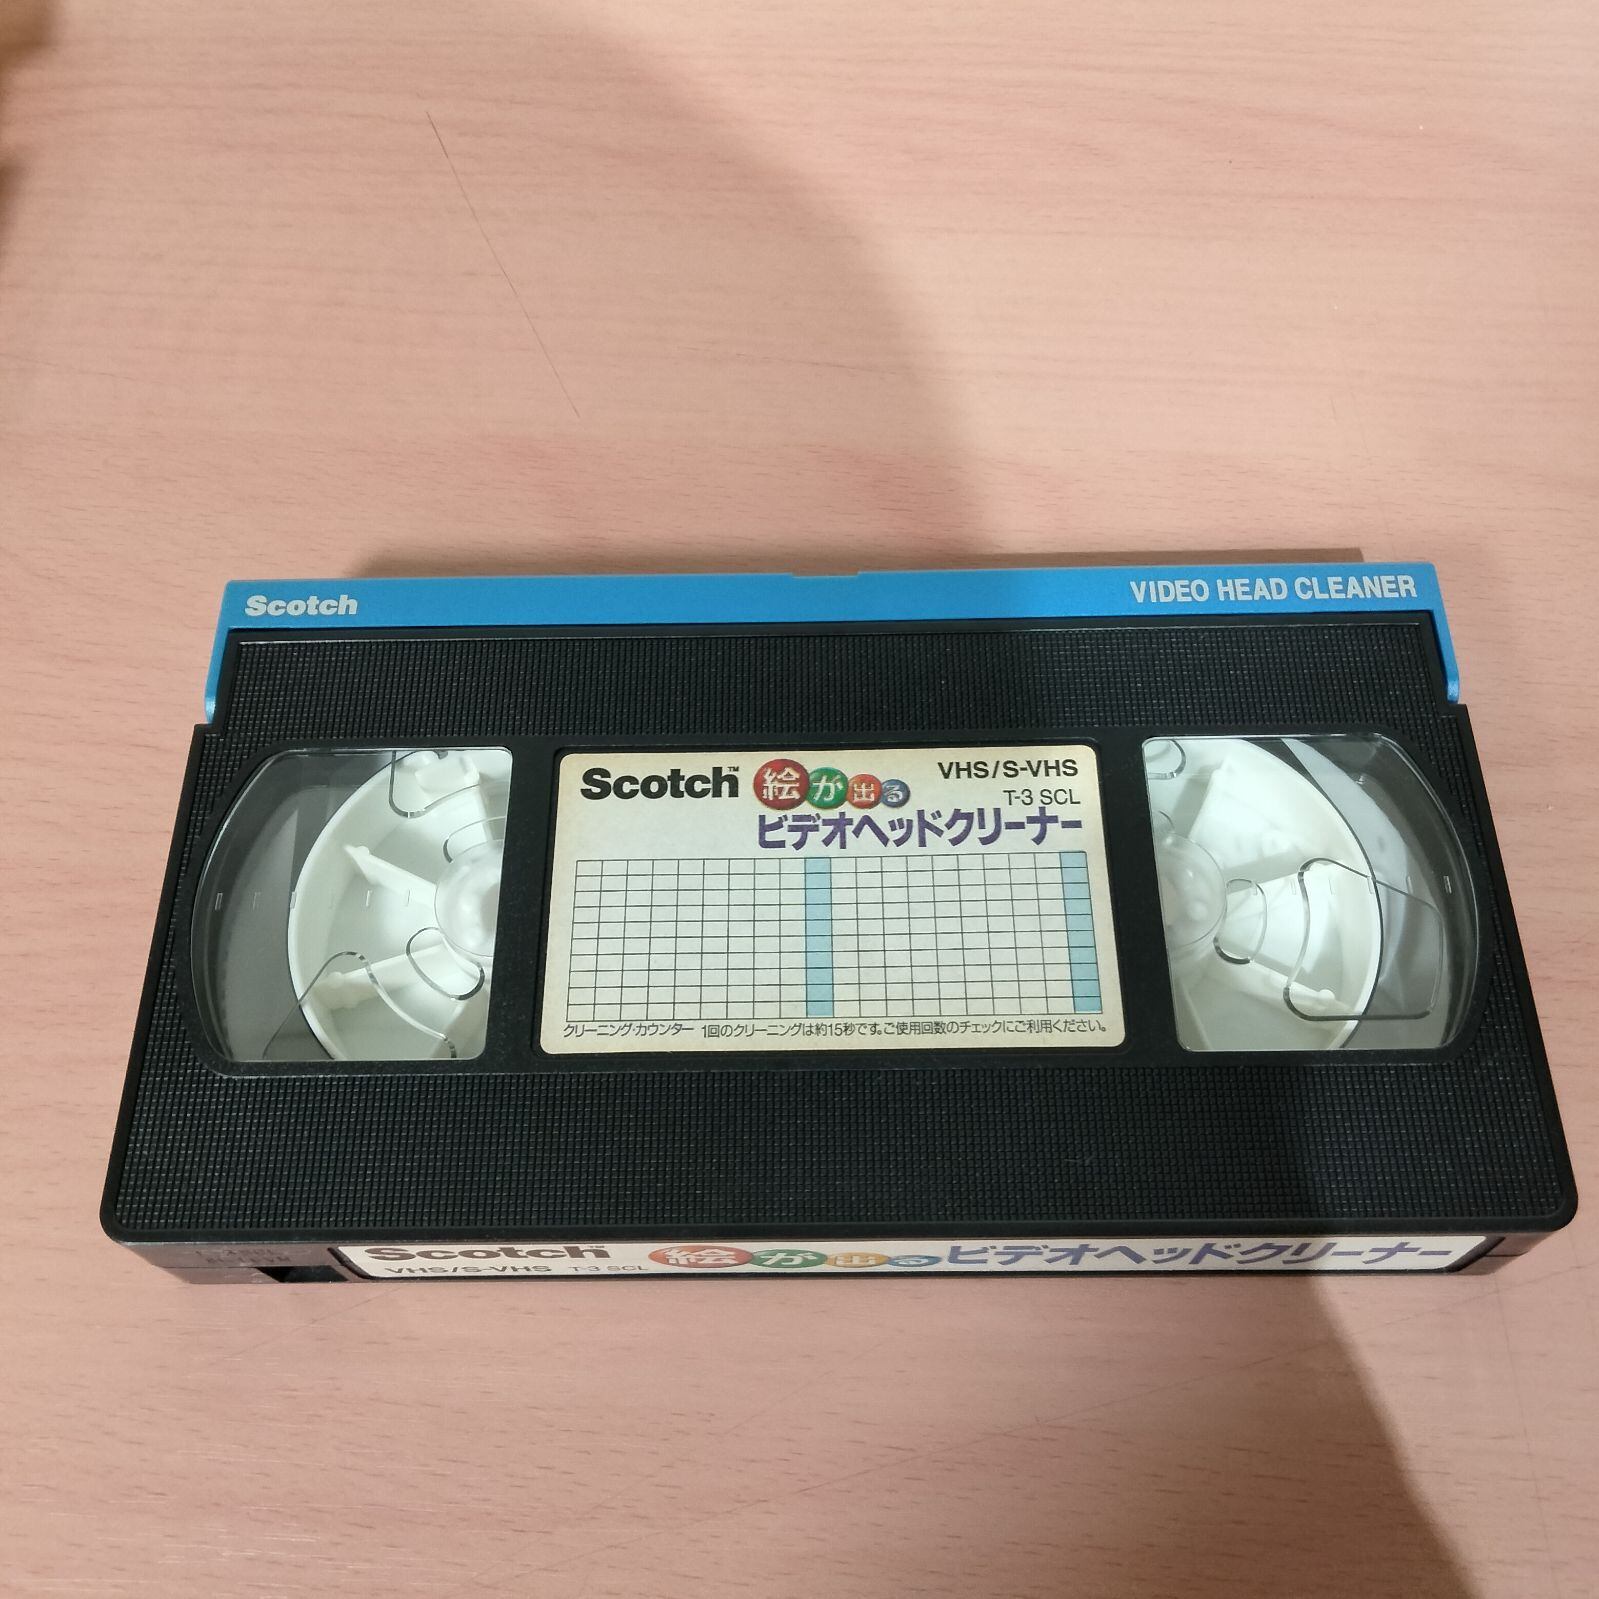 Scotch
VIDEO HEAD CLEANER
Scotch™ 絵が出る VHS/S-VHS
T-3 SCL
ビデオヘッドクリーナー
クリーニング・カウンター 1回のクリーニングは約15秒です。ご使用回数のチェックにご利用ください。
Scotch™ 絵が出るビデオヘッドクリーナー
VHS/S-VHS T-3 SCL